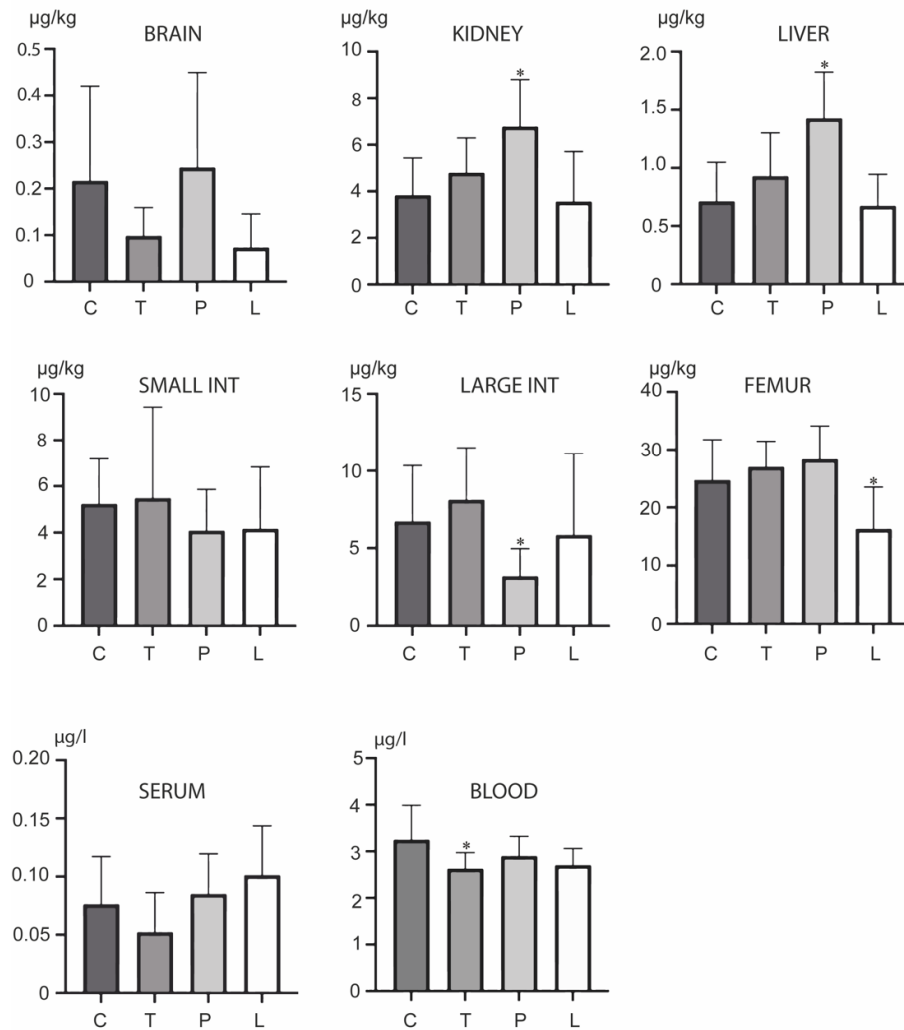 µg/kg
BRAIN
0.5
0.4
0.3
0.2
0.1
0
C T P L
µg/kg
KIDNEY
10
8
6
4
2
0
*
C T P L
µg/kg
LIVER
2.0
1.5
1.0
0.5
0
*
C T P L
µg/kg
SMALL INT
10
8
6
4
2
0
C T P L
µg/kg
LARGE INT
15
10
5
0
*
C T P L
µg/kg
FEMUR
40
30
20
10
0
*
C T P L
µg/l
SERUM
0.20
0.15
0.10
0.05
0
C T P L
µg/l
BLOOD
5
4
3
2
1
0
*
C T P L